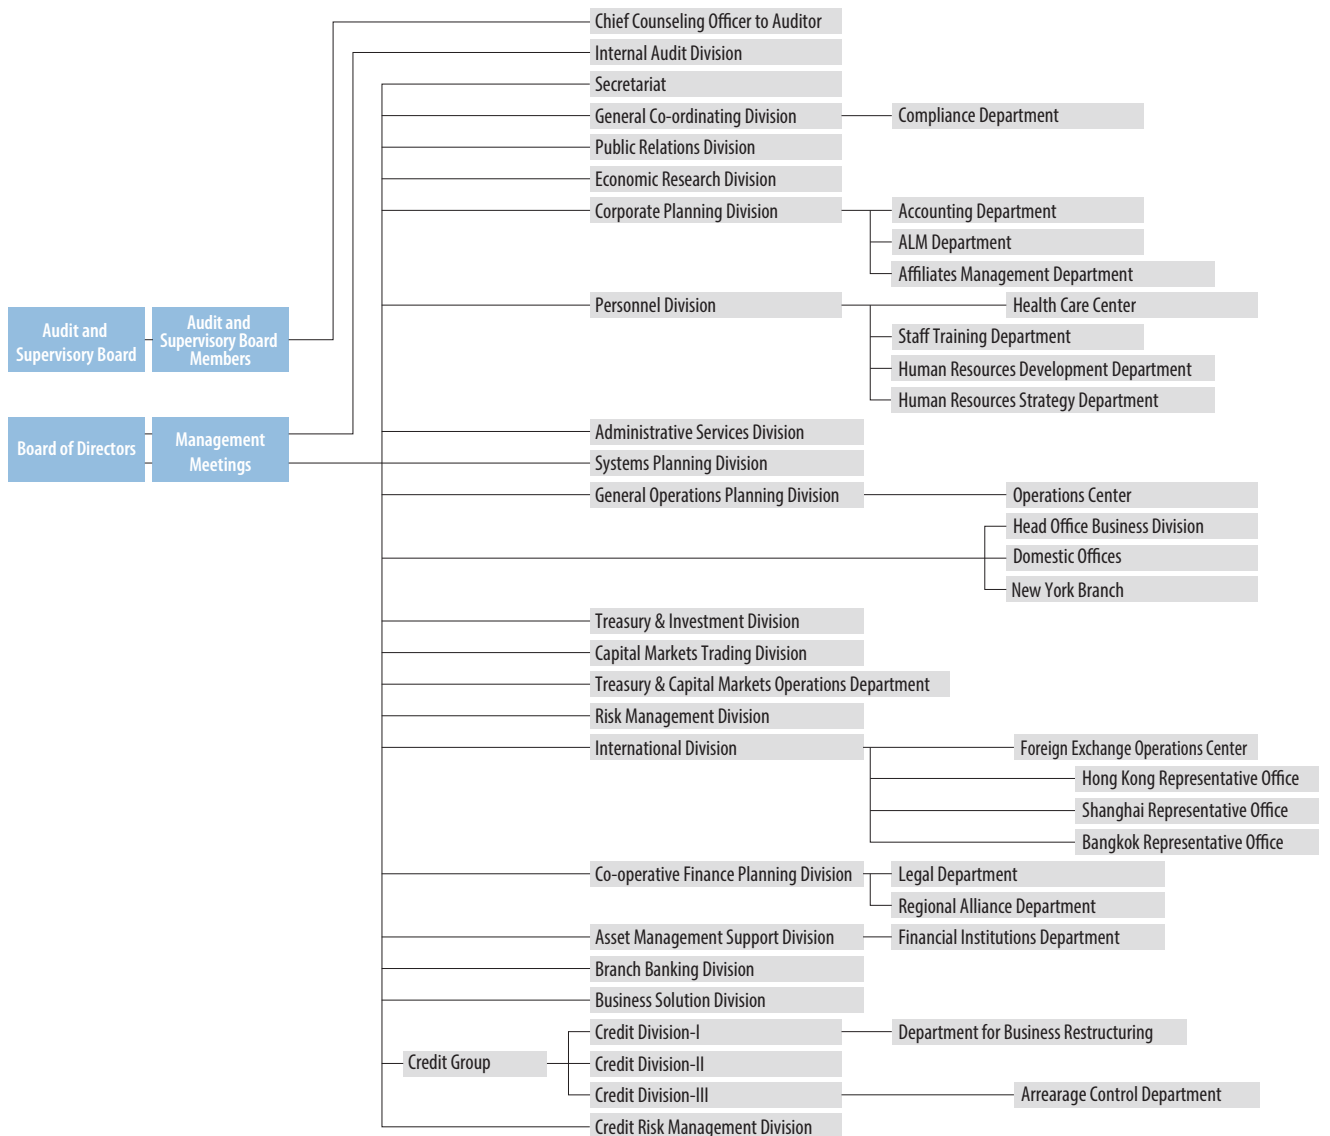 Chief Counseling Officer to Auditor
Internal Audit Division
Secretariat
General Co-ordinating Division
Compliance Department
Public Relations Division
Economic Research Division
Corporate Planning Division
Accounting Department
ALM Department
Affiliates Management Department
Personnel Division
Health Care Center
Staff Training Department
Human Resources Development Department
Human Resources Strategy Department
Audit and
Supervisory Board
Audit and
Supervisory Board
Members
Board of Directors
Management
Meetings
Administrative Services Division
Systems Planning Division
General Operations Planning Division
Operations Center
Head Office Business Division
Domestic Offices
New York Branch
Treasury & Investment Division
Capital Markets Trading Division
Treasury & Capital Markets Operations Department
Risk Management Division
International Division
Foreign Exchange Operations Center
Hong Kong Representative Office
Shanghai Representative Office
Bangkok Representative Office
Co-operative Finance Planning Division
Legal Department
Regional Alliance Department
Asset Management Support Division
Financial Institutions Department
Branch Banking Division
Business Solution Division
Credit Group
Credit Division-I
Department for Business Restructuring
Credit Division-II
Credit Division-III
Arrearage Control Department
Credit Risk Management Division